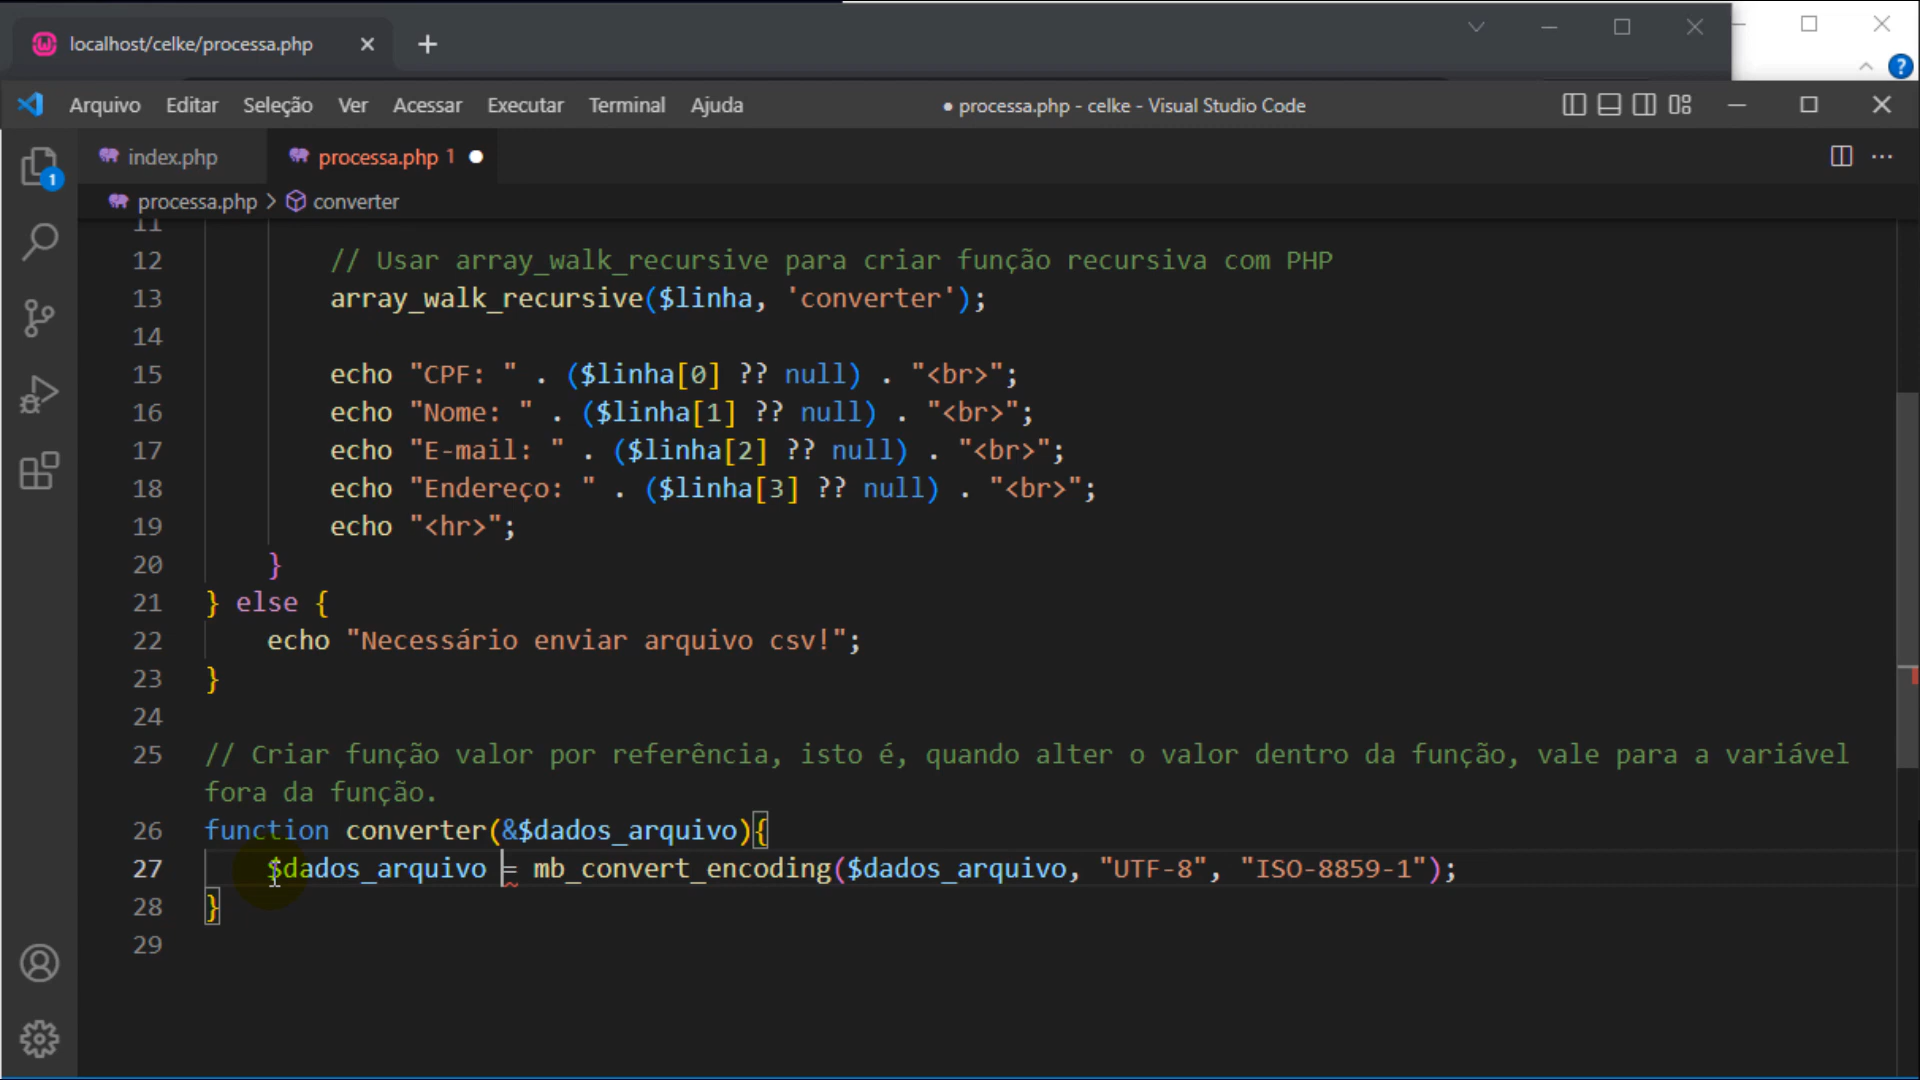 localhost/celke/processa.php
Arquivo Editar Seleção Ver Acessar Executar Terminal Ajuda ● processa.php - celke - Visual Studio Code
1 index.php processa.php 1
processa.php > converter
11
12 // Usar array_walk_recursive para criar função recursiva com PHP
13 array_walk_recursive($linha, 'converter');
14
15 echo "CPF: " . ($linha[0] ?? null) . "<br>";
16 echo "Nome: " . ($linha[1] ?? null) . "<br>";
17 echo "E-mail: " . ($linha[2] ?? null) . "<br>";
18 echo "Endereço: " . ($linha[3] ?? null) . "<br>";
19 echo "<hr>";
20 }
21 } else {
22 echo "Necessário enviar arquivo csv!";
23 }
24
25 // Criar função valor por referência, isto é, quando alter o valor dentro da função, vale para a variável
fora da função.
26 function converter(&$dados_arquivo){
27 $dados_arquivo = mb_convert_encoding($dados_arquivo, "UTF-8", "ISO-8859-1");
28 }
29